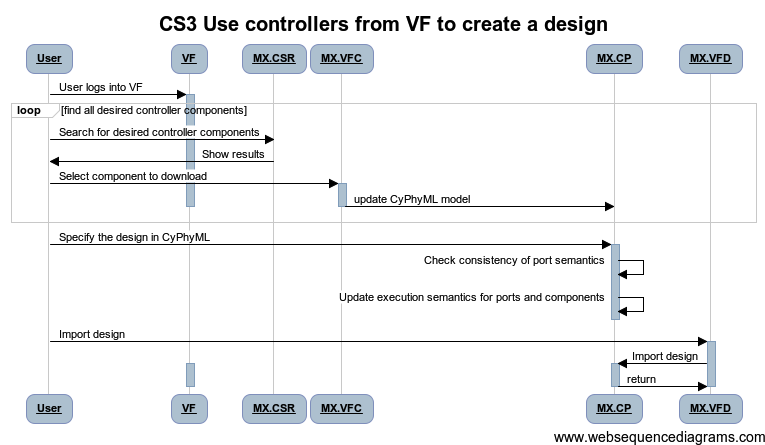 CS3 Use controllers from VF to create a design
User VF MX.CSR MX.VFC MX.CP MX.VFD
User logs into VF
loop [find all desired controller components]
Search for desired controller components
Show results
Select component to download
update CyPhyML model
Specify the design in CyPhyML
Check consistency of port semantics
Update execution semantics for ports and components
Import design
Import design
return
User VF MX.CSR MX.VFC MX.CP MX.VFD
www.websequencediagrams.com